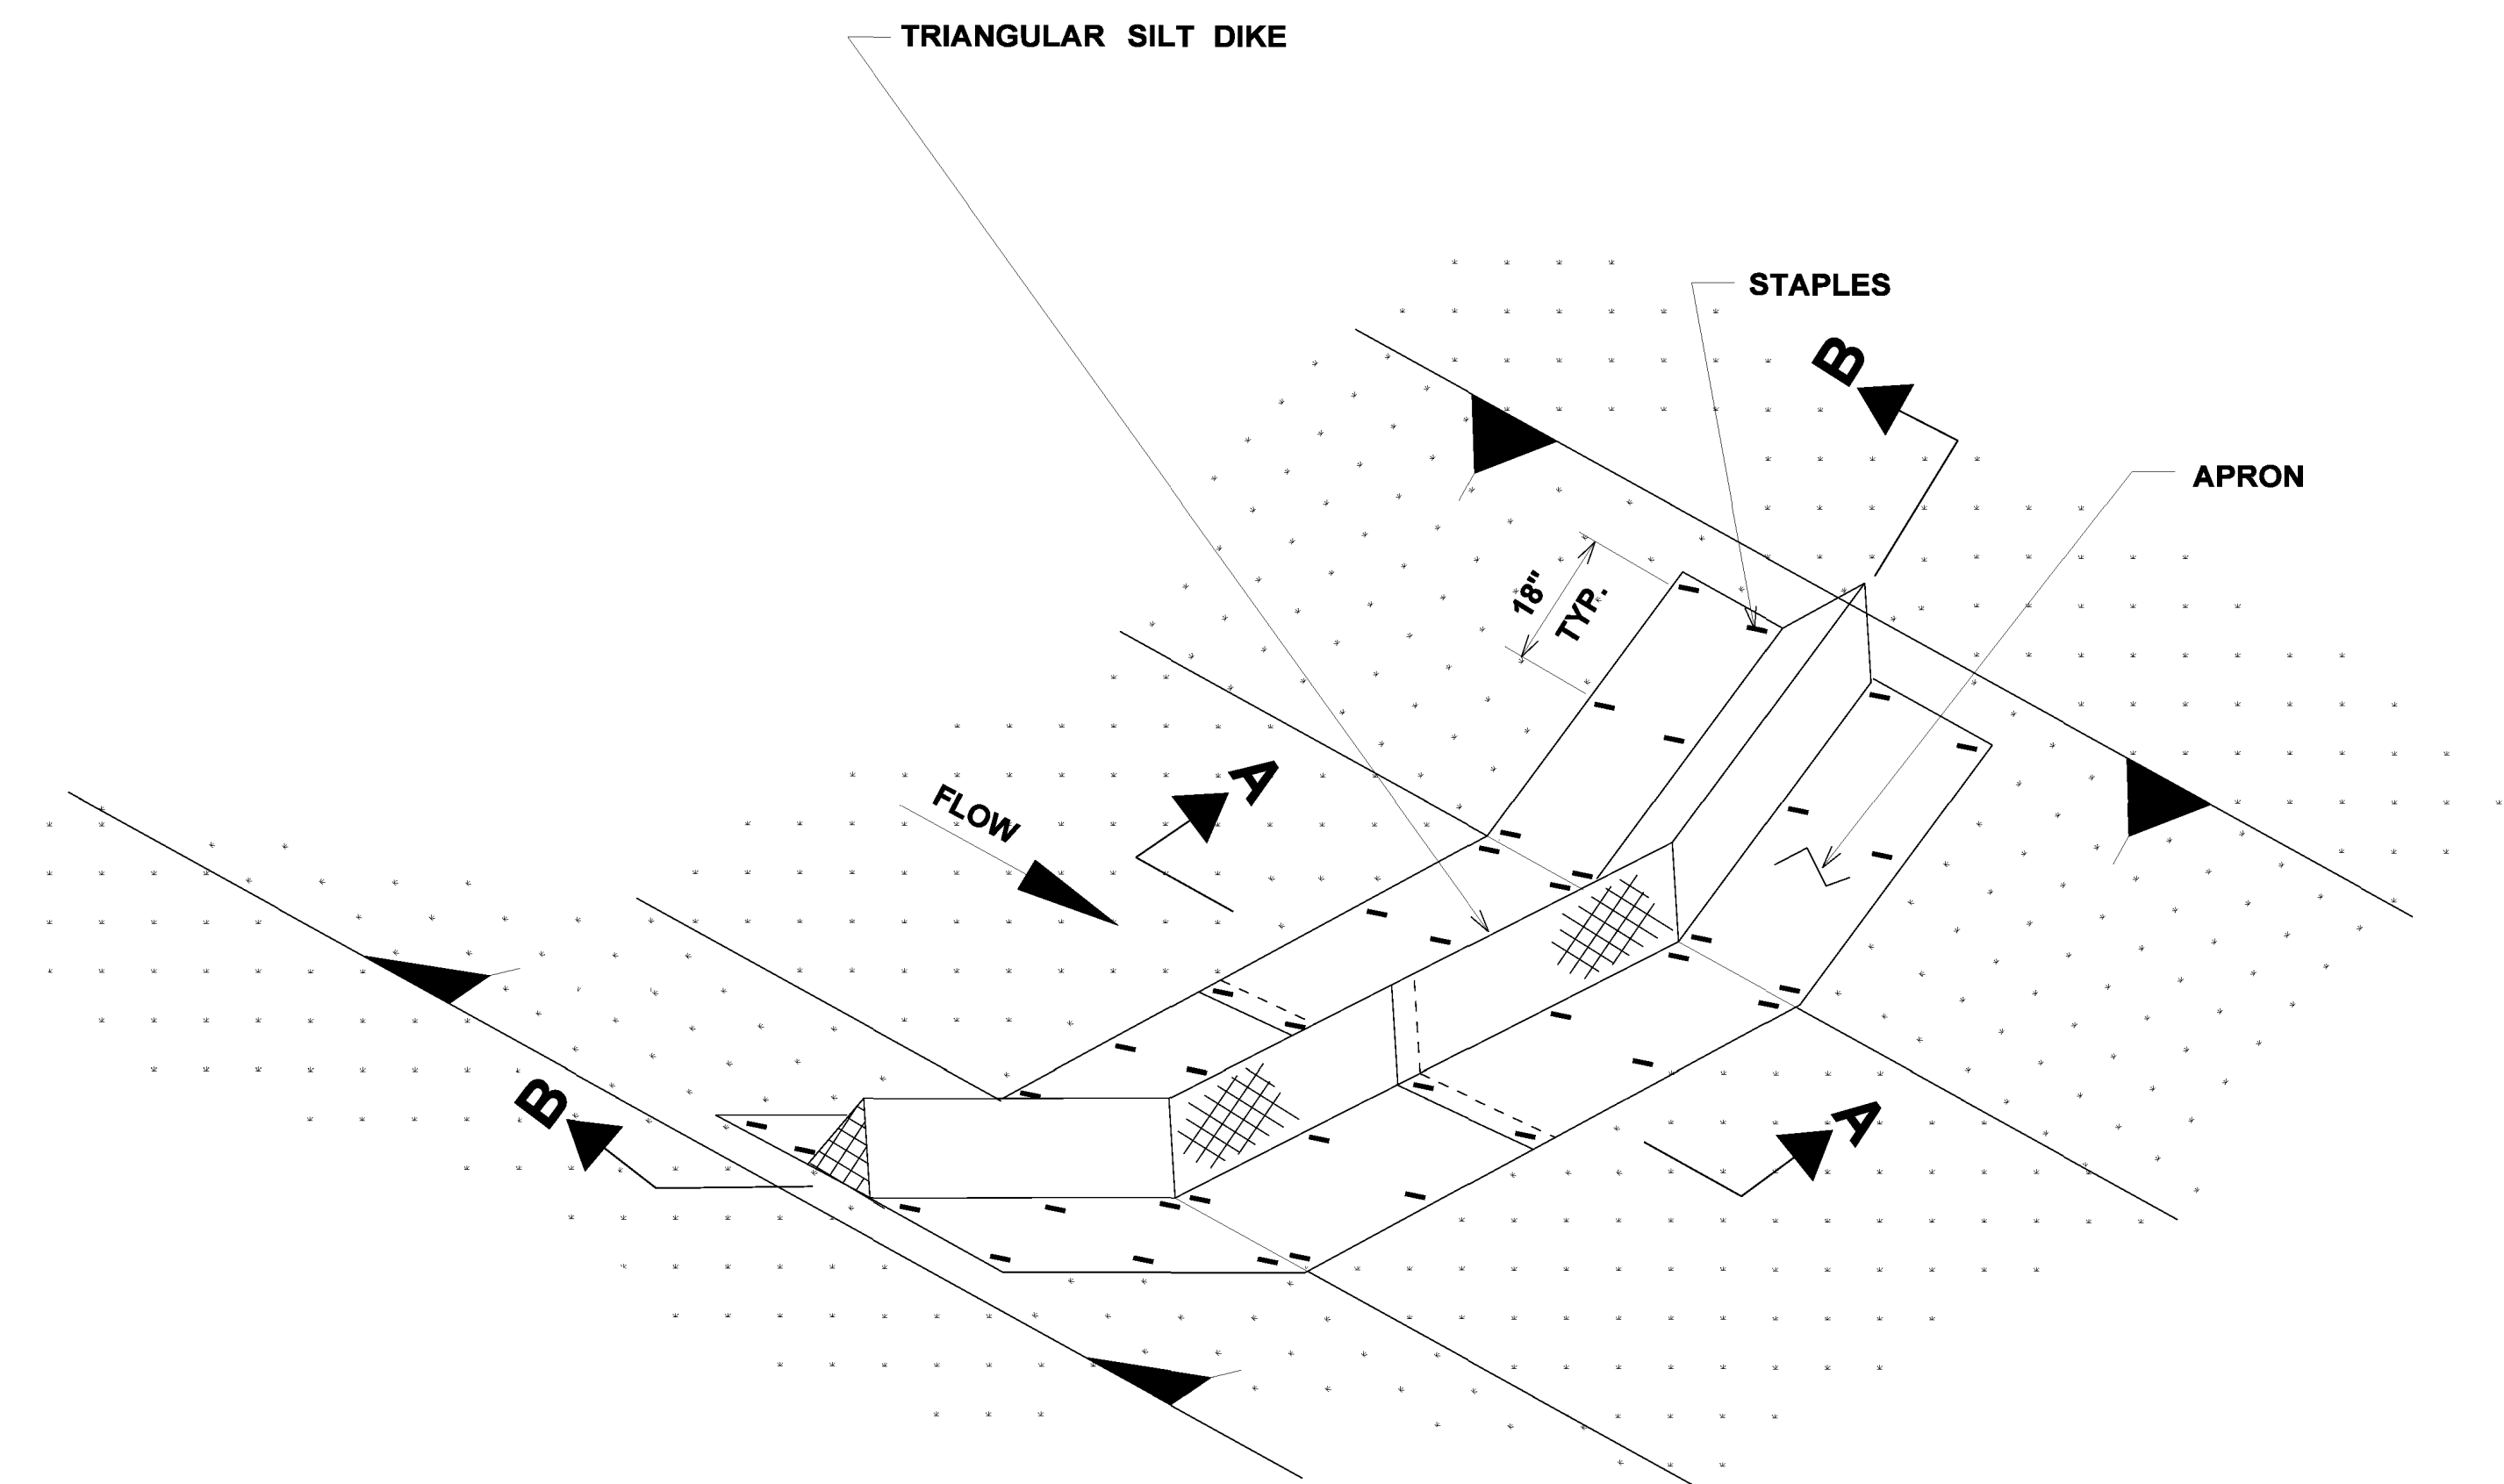 TRIANGULAR SILT DIKE
STAPLES
B
APRON
18"
TYP.
A
FLOW
B
A